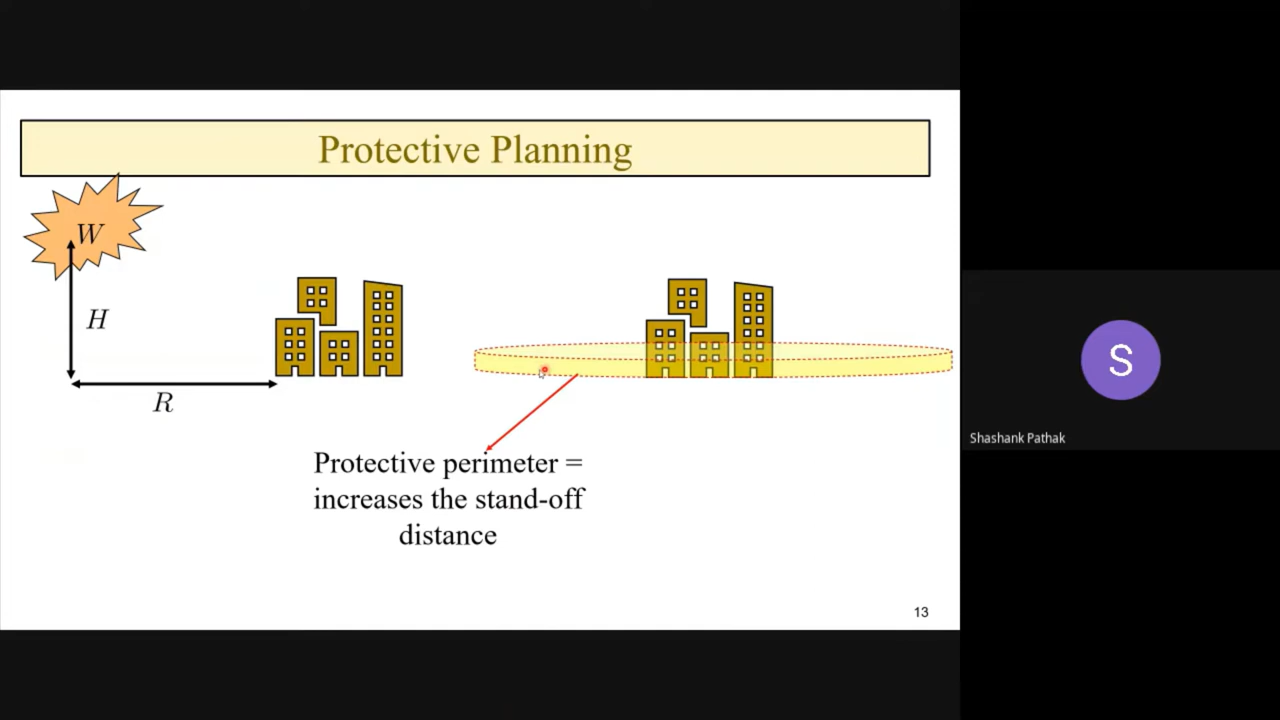 Protective Planning
W
H
R
Protective perimeter =
increases the stand-off
distance
13
S
Shashank Pathak